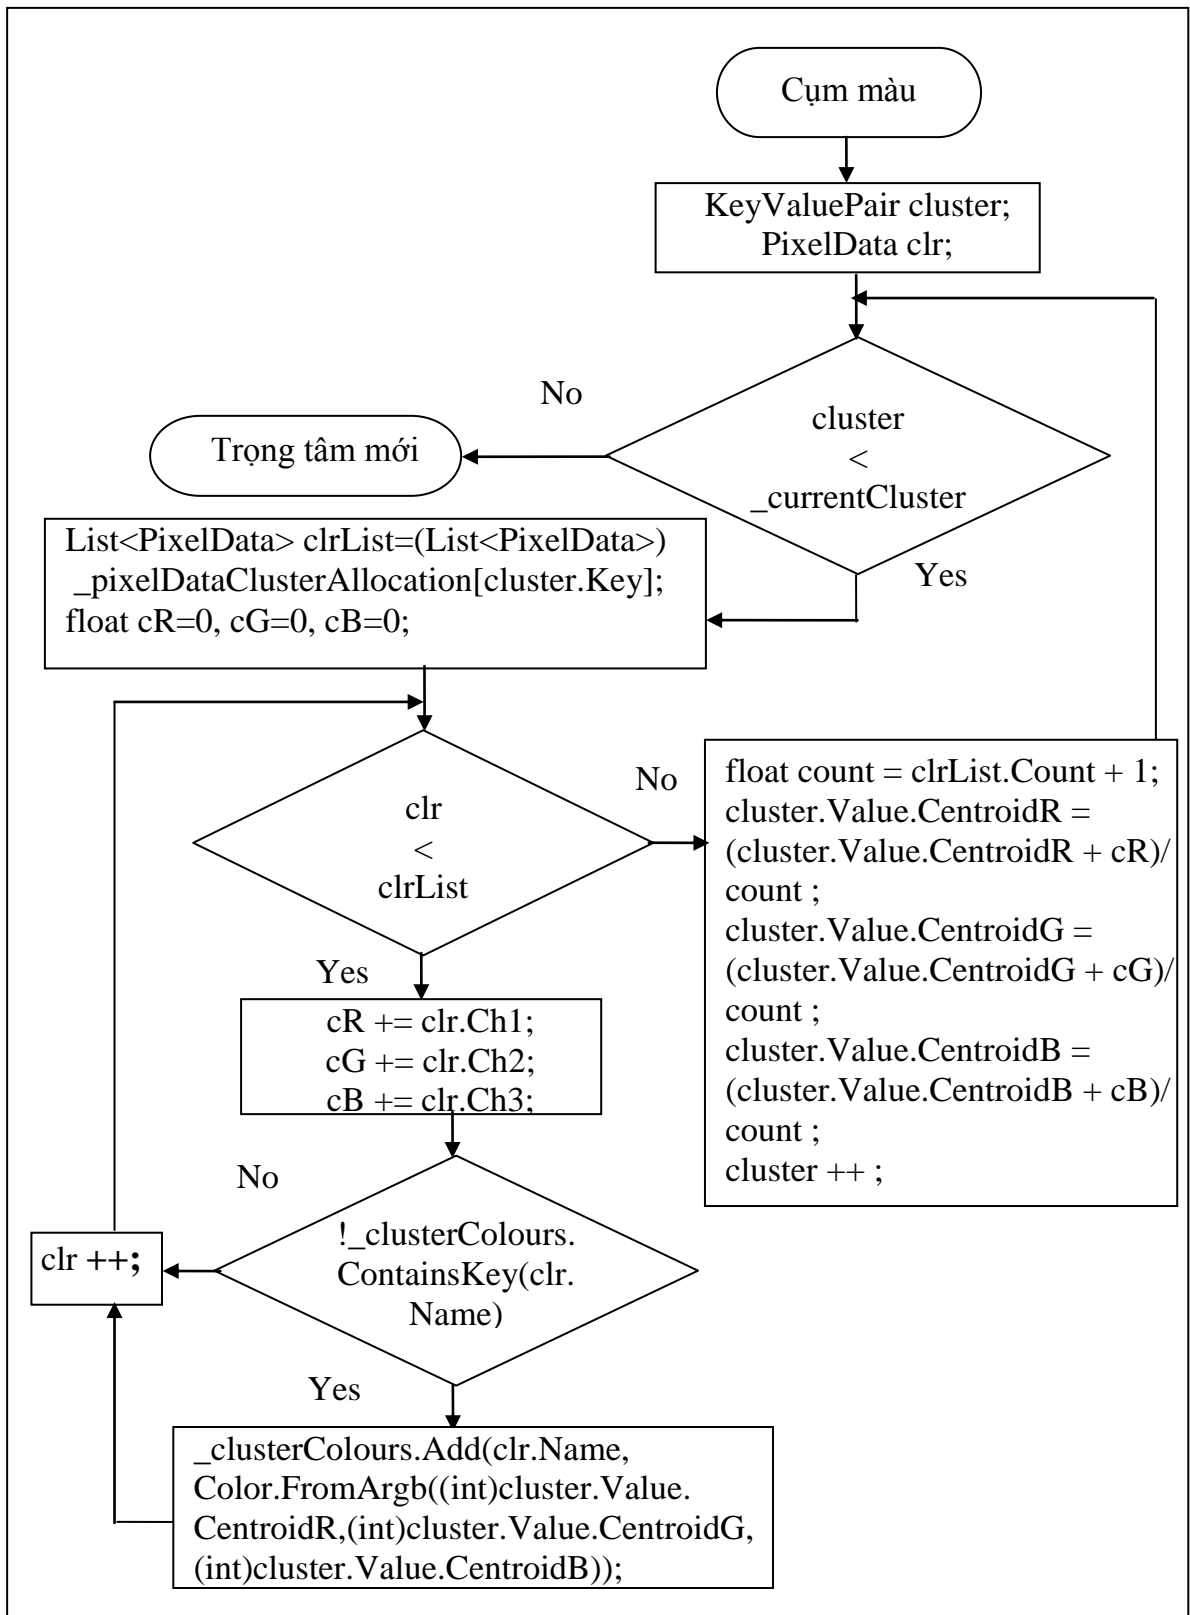 Cụm màu
KeyValuePair cluster;
PixelData clr;
No
cluster
<
_currentCluster
Trọng tâm mới
Yes
List<PixelData> clrList=(List<PixelData>)
_pixelDataClusterAllocation[cluster.Key];
float cR=0, cG=0, cB=0;
clr
<
clrList
No
float count = clrList.Count + 1;
cluster.Value.CentroidR =
(cluster.Value.CentroidR + cR)/
count ;
cluster.Value.CentroidG =
(cluster.Value.CentroidG + cG)/
count ;
cluster.Value.CentroidB =
(cluster.Value.CentroidB + cB)/
count ;
cluster ++ ;
Yes
cR += clr.Ch1;
cG += clr.Ch2;
cB += clr.Ch3;
No
!_clusterColours.
ContainsKey(clr.
Name)
clr ++;
Yes
_clusterColours.Add(clr.Name,
Color.FromArgb((int)cluster.Value.
CentroidR,(int)cluster.Value.CentroidG,
(int)cluster.Value.CentroidB));